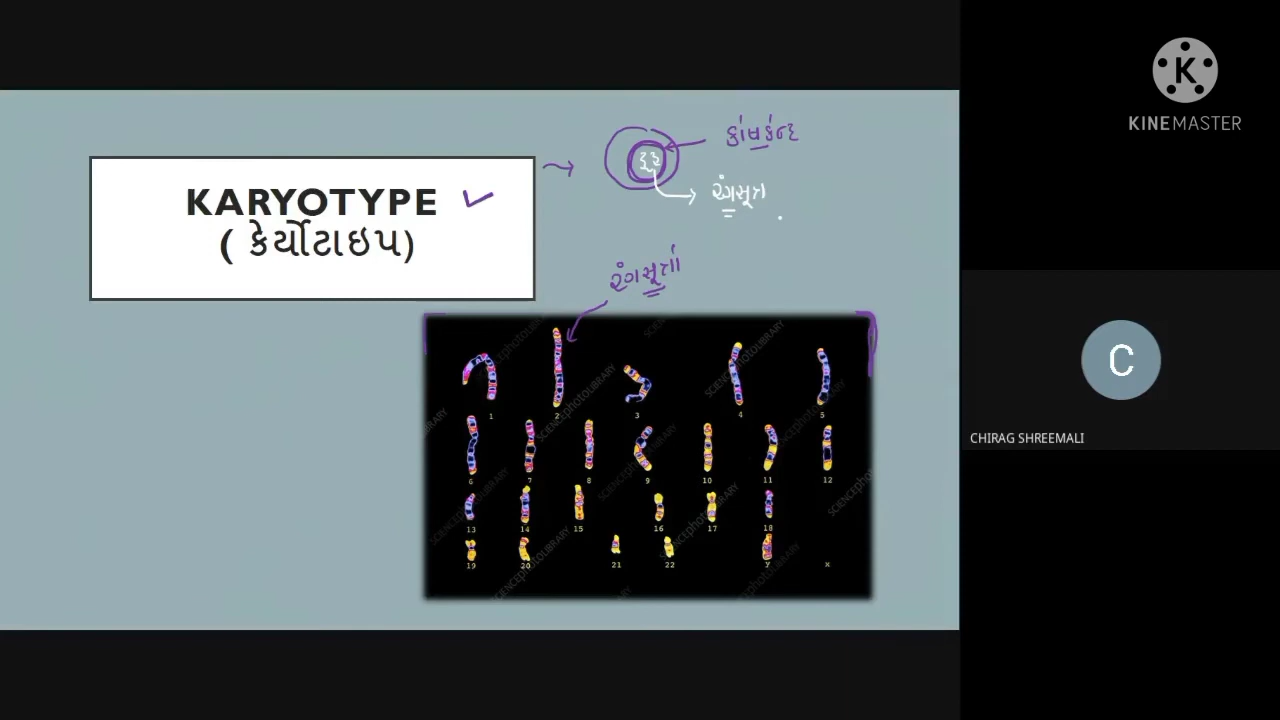 KINEMASTER
K
KARYOTYPE
( કેર્યોટાઇપ)
રંગસૂત્ર
રંગસૂત્રો
1 2 3 4 5
6 7 8 9 10 11 12
13 14 15 16 17 18
19 20 21 22 y x
SCIENCEphotoLIBRARY
C
CHIRAG SHREEMALI